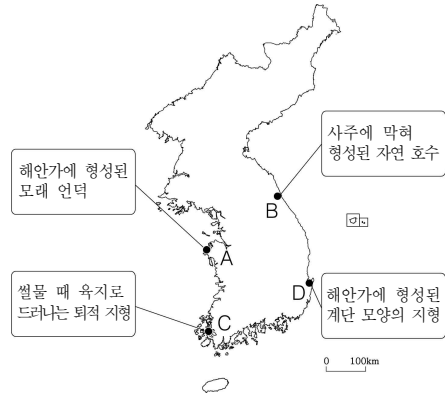 사주에 막혀
형성된 자연 호수
해안가에 형성된
모래 언덕
B
A
썰물 때 육지로
드러나는 퇴적 지형
C
D
해안가에 형성된
계단 모양의 지형
0 100km